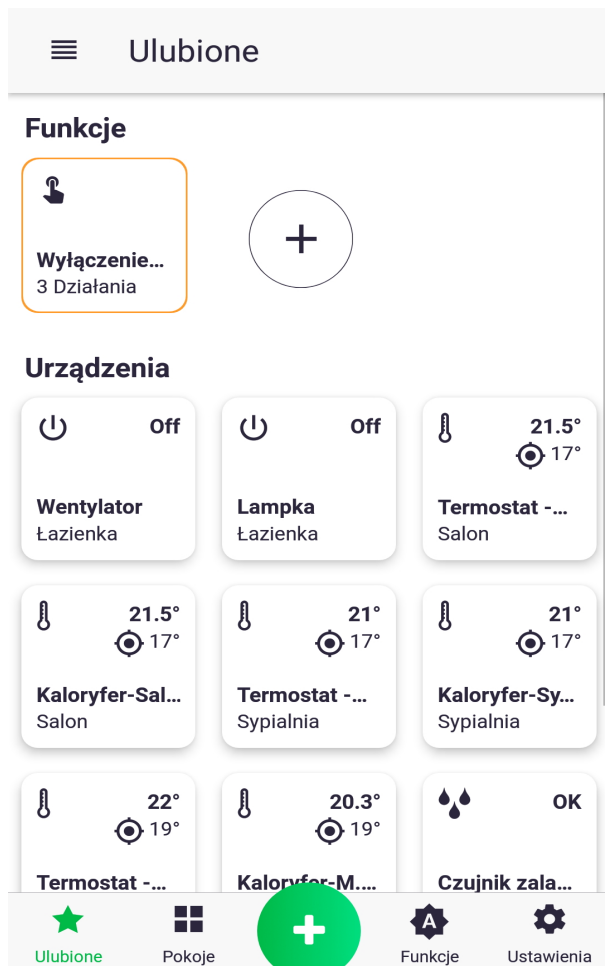 Ulubione
Funkcje
Wyłączenie...
3 Działania
Urządzenia
Off
Wentylator
Łazienka
Off
Lampka
Łazienka
21.5°
17°
Termostat -...
Salon
21.5°
17°
Kaloryfer-Sal...
Salon
21°
17°
Termostat -...
Sypialnia
21°
17°
Kaloryfer-Sy...
Sypialnia
22°
19°
Termostat -...
20.3°
19°
Kaloryfer-M....
OK
Czujnik zala...
Ulubione
Pokoje
A
Funkcje
Ustawienia